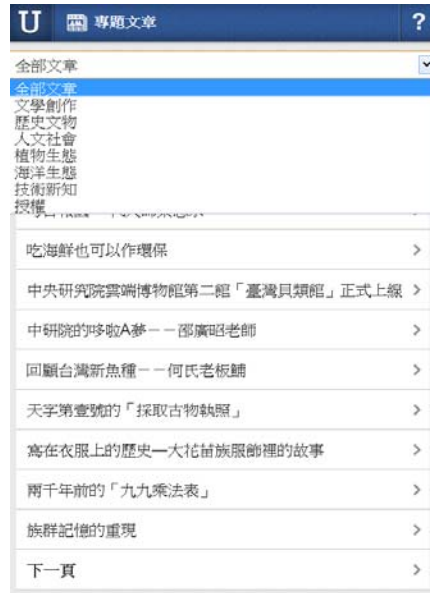 U 專題文章 ?
全部文章
全部文章
文學創作
歷史文物
人文社會
植物生態
海洋生態
技術新知
授權
吃海鮮也可以作環保
中央研究院雲端博物館第二館「臺灣貝類館」正式上線
中研院的哆啦A夢－－邵廣昭老師
回顧台灣新魚種－－何氏老板鯆
天字第壹號的「採取古物執照」
寫在衣服上的歷史—大花苗族服飾裡的故事
兩千年前的「九九乘法表」
族群記憶的重現
下一頁